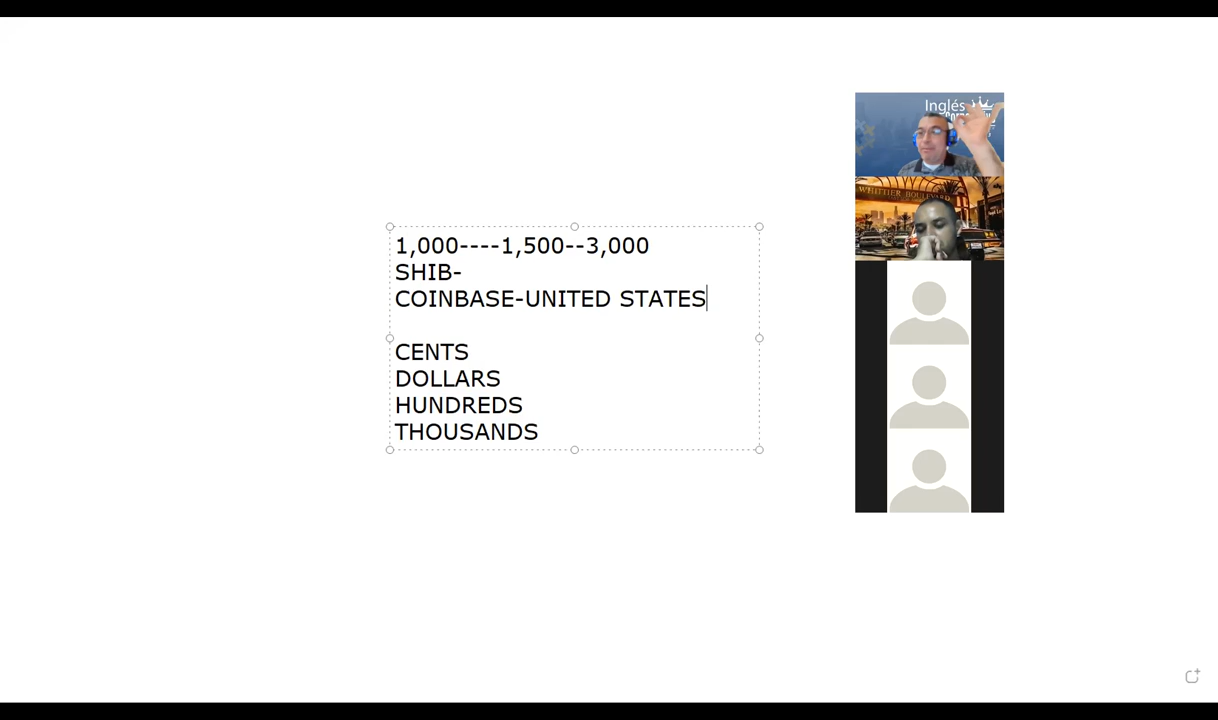 Inglés
1,000----1,500--3,000
SHIB-
COINBASE-UNITED STATES
CENTS
DOLLARS
HUNDREDS
THOUSANDS
WHITTIER BOULEVARD